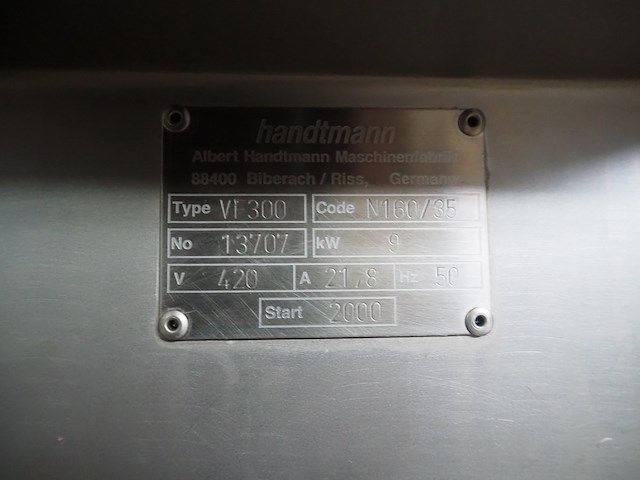 handtmann
Albert Handtmann Maschinenfabrik
88400 Biberach / Riss, Germany
Type VF300 Code N160/35
No 13707 kW 9
V 420 A 21,8 Hz 50
Start 2000